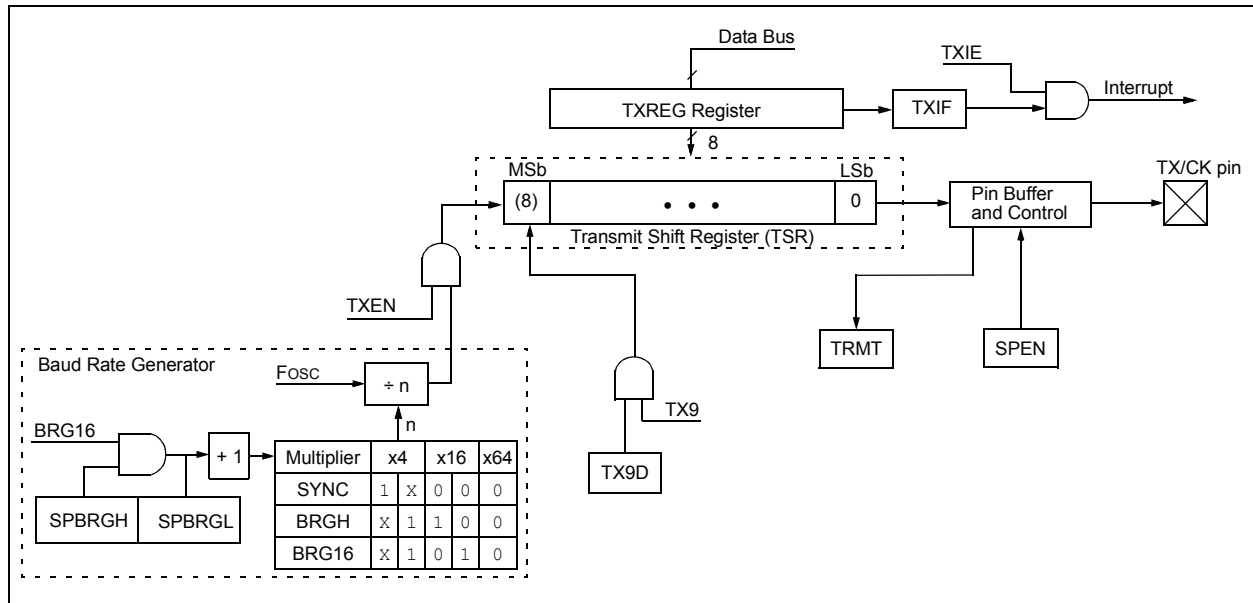 Data Bus
TXIE
Interrupt
TXREG Register
TXIF
8
MSb
LSb
TX/CK pin
(8)
• • •
0
Pin Buffer
and Control
Transmit Shift Register (TSR)
TXEN
TRMT
SPEN
Baud Rate Generator
FOSC
÷ n
n
TX9
BRG16
+ 1
Multiplier x4 x16 x64
SYNC 1 X 0 0 0
BRGH X 1 1 0 0
BRG16 X 1 0 1 0
SPBRGH SPBRGL
TX9D